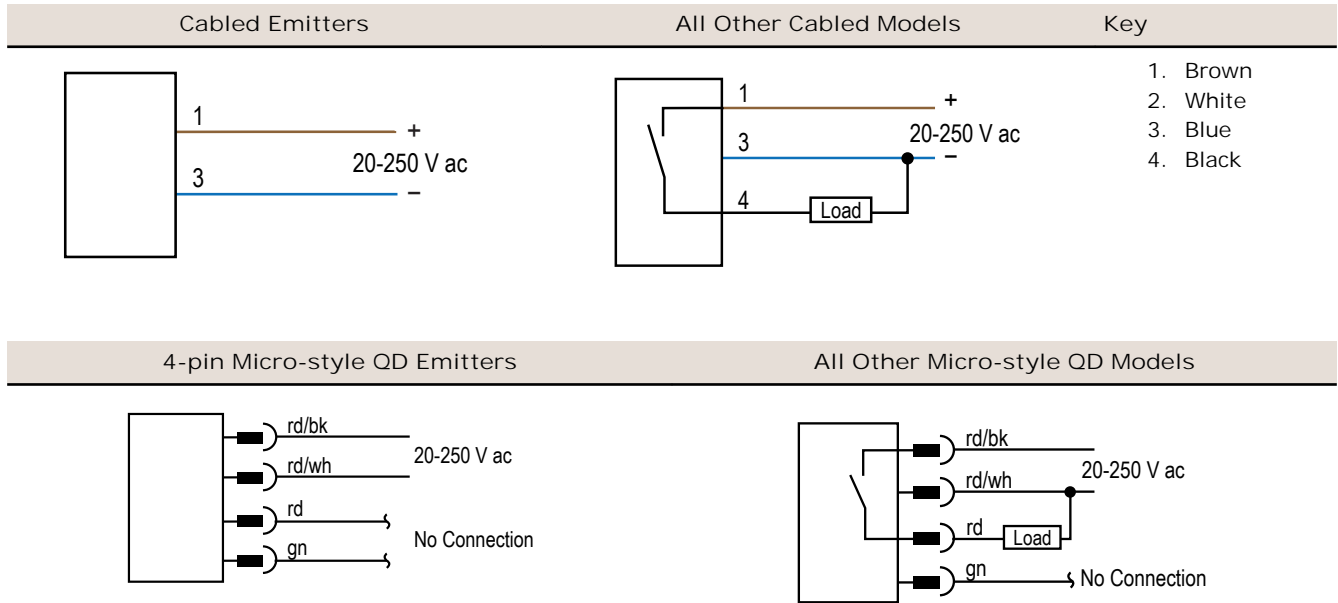 Cabled Emitters
All Other Cabled Models
Key
1
+
20-250 V ac
3
−
1
+
20-250 V ac
3
−
4
Load
1. Brown
2. White
3. Blue
4. Black
4-pin Micro-style QD Emitters
All Other Micro-style QD Models
rd/bk
20-250 V ac
rd/wh
rd
No Connection
gn
rd/bk
20-250 V ac
rd/wh
rd
Load
gn
No Connection